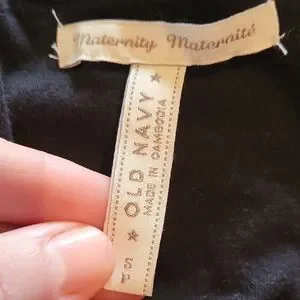 Maternity Maternité
★ OLD NAVY ★
MADE IN CAMBODIA
S P